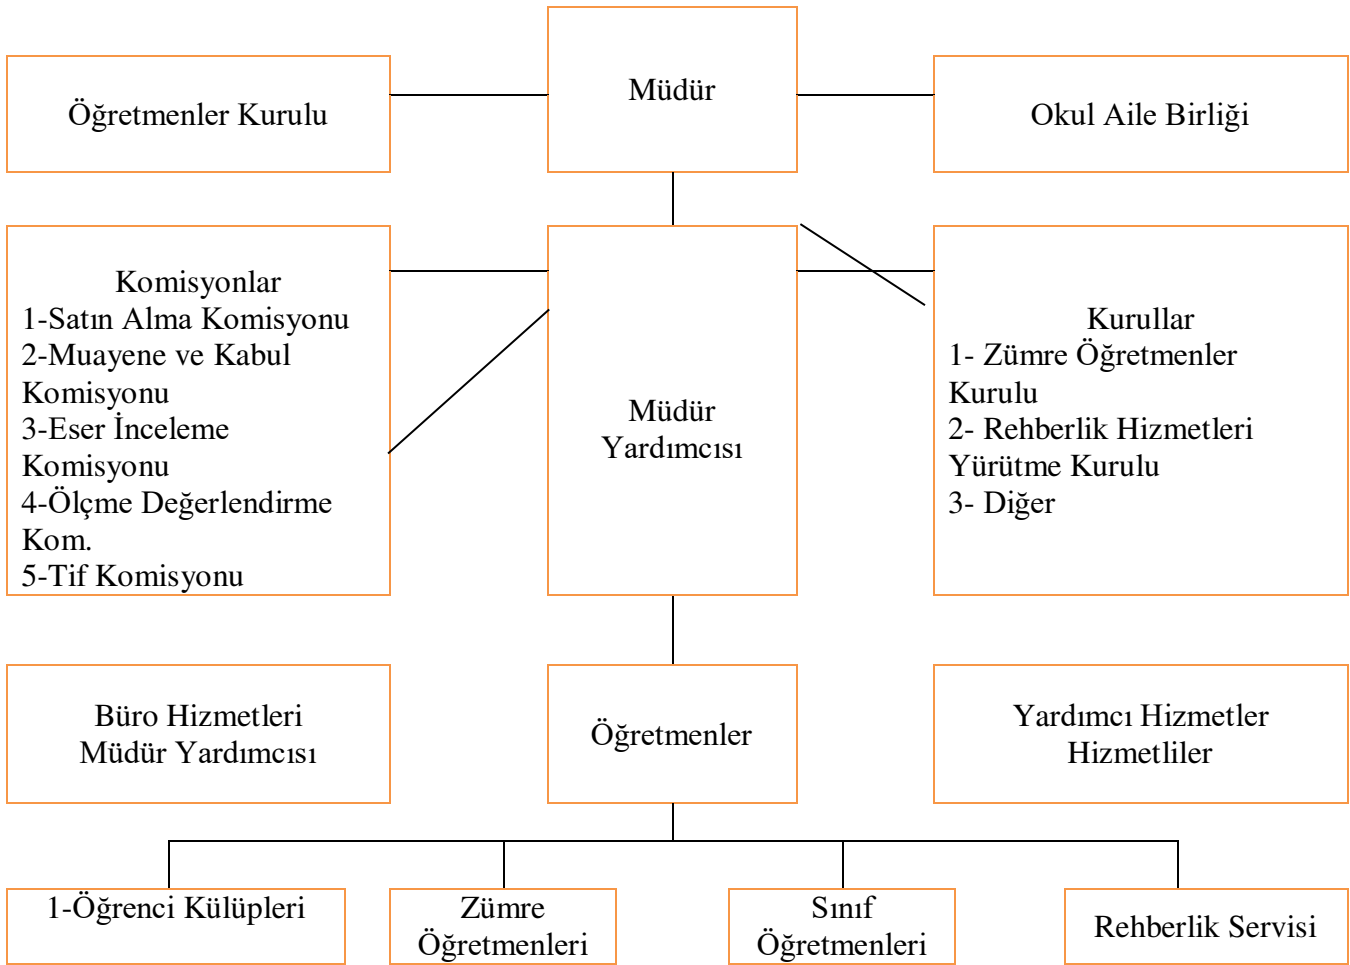 Müdür
Öğretmenler Kurulu
Okul Aile Birliği
Komisyonlar
1-Satın Alma Komisyonu
2-Muayene ve Kabul
Komisyonu
3-Eser İnceleme
Komisyonu
4-Ölçme Değerlendirme
Kom.
5-Tif Komisyonu
Müdür
Yardımcısı
Kurullar
1- Zümre Öğretmenler
Kurulu
2- Rehberlik Hizmetleri
Yürütme Kurulu
3- Diğer
Büro Hizmetleri
Müdür Yardımcısı
Öğretmenler
Yardımcı Hizmetler
Hizmetliler
1-Öğrenci Külüpleri
Zümre
Öğretmenleri
Sınıf
Öğretmenleri
Rehberlik Servisi